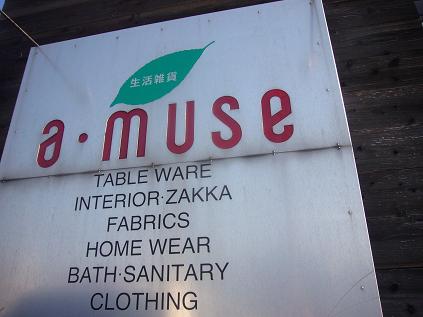 生活雑貨
a·muse
TABLE WARE
INTERIOR·ZAKKA
FABRICS
HOME WEAR
BATH·SANITARY
CLOTHING